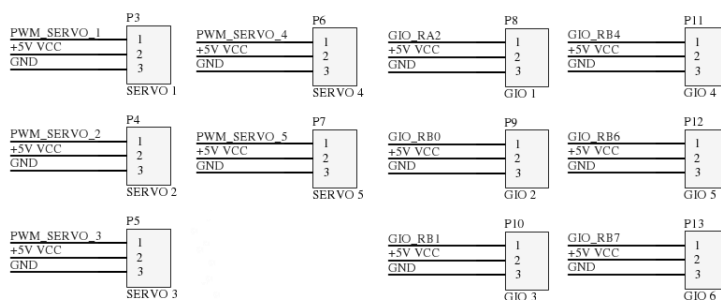 P3
PWM_SERVO_1 1
+5V VCC 2
GND 3
SERVO 1
P6
PWM_SERVO_4 1
+5V VCC 2
GND 3
SERVO 4
P8
GIO_RA2 1
+5V VCC 2
GND 3
GIO 1
P11
GIO_RB4 1
+5V VCC 2
GND 3
GIO 4
P4
PWM_SERVO_2 1
+5V VCC 2
GND 3
SERVO 2
P7
PWM_SERVO_5 1
+5V VCC 2
GND 3
SERVO 5
P9
GIO_RB0 1
+5V VCC 2
GND 3
GIO 2
P12
GIO_RB6 1
+5V VCC 2
GND 3
GIO 5
P5
PWM_SERVO_3 1
+5V VCC 2
GND 3
SERVO 3
P10
GIO_RB1 1
+5V VCC 2
GND 3
GIO 3
P13
GIO_RB7 1
+5V VCC 2
GND 3
GIO 6